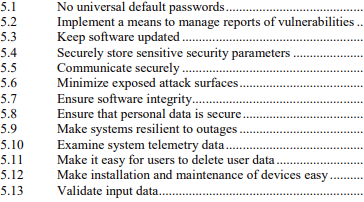 5.1 No universal default passwords
5.2 Implement a means to manage reports of vulnerabilities
5.3 Keep software updated
5.4 Securely store sensitive security parameters
5.5 Communicate securely
5.6 Minimize exposed attack surfaces
5.7 Ensure software integrity
5.8 Ensure that personal data is secure
5.9 Make systems resilient to outages
5.10 Examine system telemetry data
5.11 Make it easy for users to delete user data
5.12 Make installation and maintenance of devices easy
5.13 Validate input data